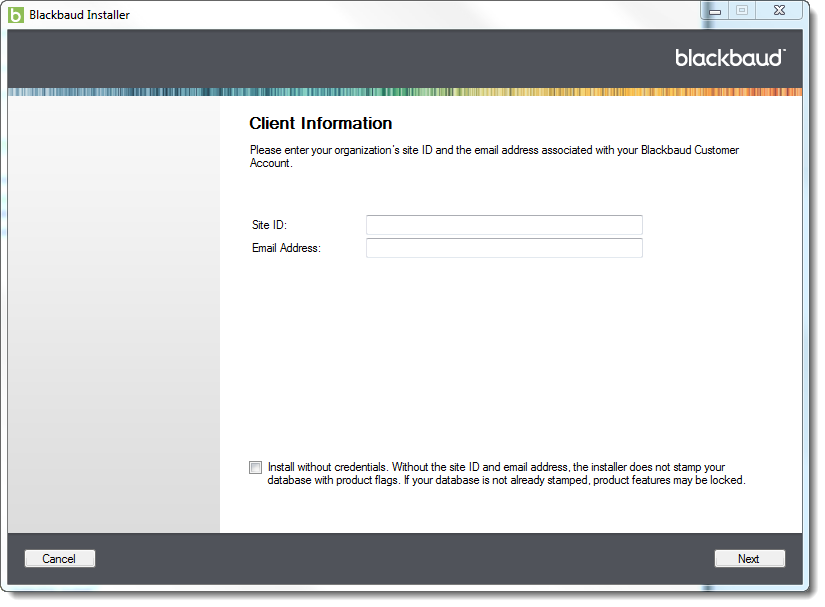 b Blackbaud Installer
blackbaud™
Client Information
Please enter your organization's site ID and the email address associated with your Blackbaud Customer
Account.
Site ID:
Email Address:
Install without credentials. Without the site ID and email address, the installer does not stamp your
database with product flags. If your database is not already stamped, product features may be locked.
Cancel
Next